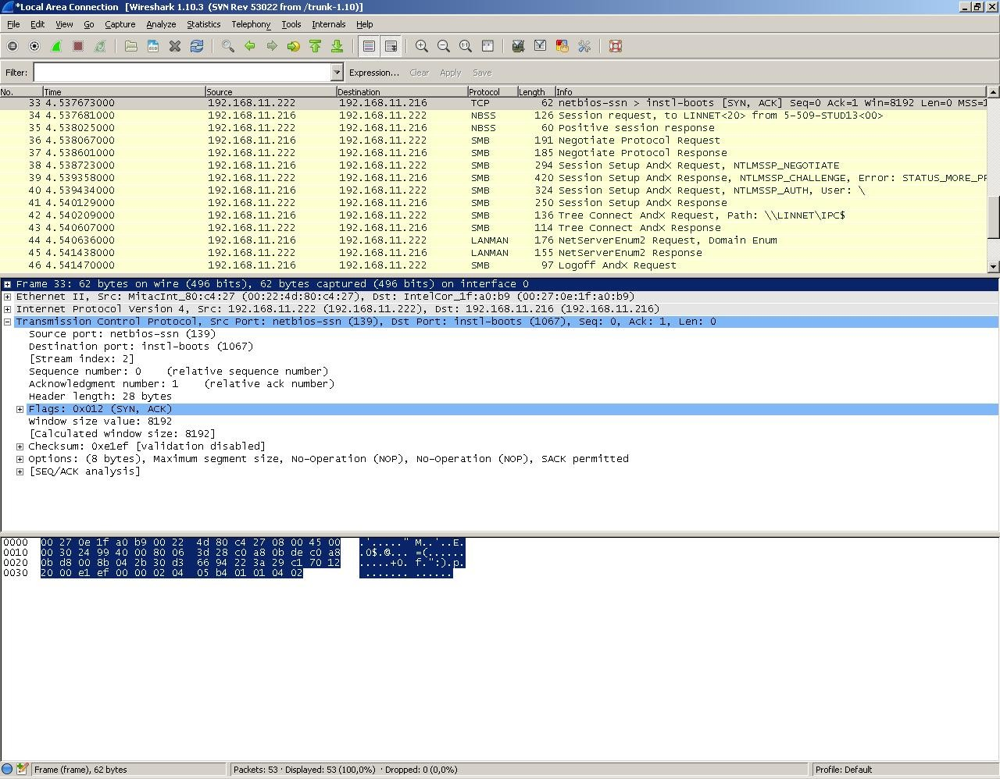 *Local Area Connection [Wireshark 1.10.3 (SVN Rev 53022 from /trunk-1.10)]
File Edit View Go Capture Analyze Statistics Telephony Tools Internals Help
Filter: Expression... Clear Apply Save
No. Time Source Destination Protocol Length Info
33 4.537673000 192.168.11.222 192.168.11.216 TCP 62 netbios-ssn > instl-boots [SYN, ACK] Seq=0 Ack=1 Win=8192 Len=0 MSS=1
34 4.537681000 192.168.11.216 192.168.11.222 NBSS 126 Session request, to LINNET<20> from 5-509-STUD13<00>
35 4.538025000 192.168.11.222 192.168.11.216 NBSS 60 Positive session response
36 4.538067000 192.168.11.216 192.168.11.222 SMB 191 Negotiate Protocol Request
37 4.538601000 192.168.11.222 192.168.11.216 SMB 185 Negotiate Protocol Response
38 4.538723000 192.168.11.216 192.168.11.222 SMB 294 Session Setup AndX Request, NTLMSSP_NEGOTIATE
39 4.539358000 192.168.11.222 192.168.11.216 SMB 420 Session Setup AndX Response, NTLMSSP_CHALLENGE, Error: STATUS_MORE_PR
40 4.539434000 192.168.11.216 192.168.11.222 SMB 324 Session Setup AndX Request, NTLMSSP_AUTH, User: \
41 4.540129000 192.168.11.222 192.168.11.216 SMB 250 Session Setup AndX Response
42 4.540209000 192.168.11.216 192.168.11.222 SMB 136 Tree Connect AndX Request, Path: \\LINNET\IPC$
43 4.540607000 192.168.11.222 192.168.11.216 SMB 114 Tree Connect AndX Response
44 4.540636000 192.168.11.216 192.168.11.222 LANMAN 176 NetServerEnum2 Request, Domain Enum
45 4.541438000 192.168.11.222 192.168.11.216 LANMAN 155 NetServerEnum2 Response
46 4.541470000 192.168.11.216 192.168.11.222 SMB 97 Logoff AndX Request
Frame 33: 62 bytes on wire (496 bits), 62 bytes captured (496 bits) on interface 0
Ethernet II, Src: MitacInt_80:c4:27 (00:22:4d:80:c4:27), Dst: IntelCor_1f:a0:b9 (00:27:0e:1f:a0:b9)
Internet Protocol Version 4, Src: 192.168.11.222 (192.168.11.222), Dst: 192.168.11.216 (192.168.11.216)
Transmission Control Protocol, Src Port: netbios-ssn (139), Dst Port: instl-boots (1067), Seq: 0, Ack: 1, Len: 0
Source port: netbios-ssn (139)
Destination port: instl-boots (1067)
[Stream index: 2]
Sequence number: 0 (relative sequence number)
Acknowledgment number: 1 (relative ack number)
Header length: 28 bytes
Flags: 0x012 (SYN, ACK)
Window size value: 8192
[Calculated window size: 8192]
Checksum: 0xe1ef [validation disabled]
Options: (8 bytes), Maximum segment size, No-Operation (NOP), No-Operation (NOP), SACK permitted
[SEQ/ACK analysis]
0000 00 27 0e 1f a0 b9 00 22 4d 80 c4 27 08 00 45 00 .'....." M..'..E.
0010 00 30 24 99 40 00 80 06 3d 28 c0 a8 0b de c0 a8 .0$.@... =(......
0020 0b d8 00 8b 04 2b 30 d3 66 94 22 3a 29 c1 70 12 .....+0. f.":).p.
0030 20 00 e1 ef 00 00 02 04 05 b4 01 01 04 02 ....... ......
Frame (frame), 62 bytes Packets: 53 · Displayed: 53 (100,0%) · Dropped: 0 (0,0%) Profile: Default